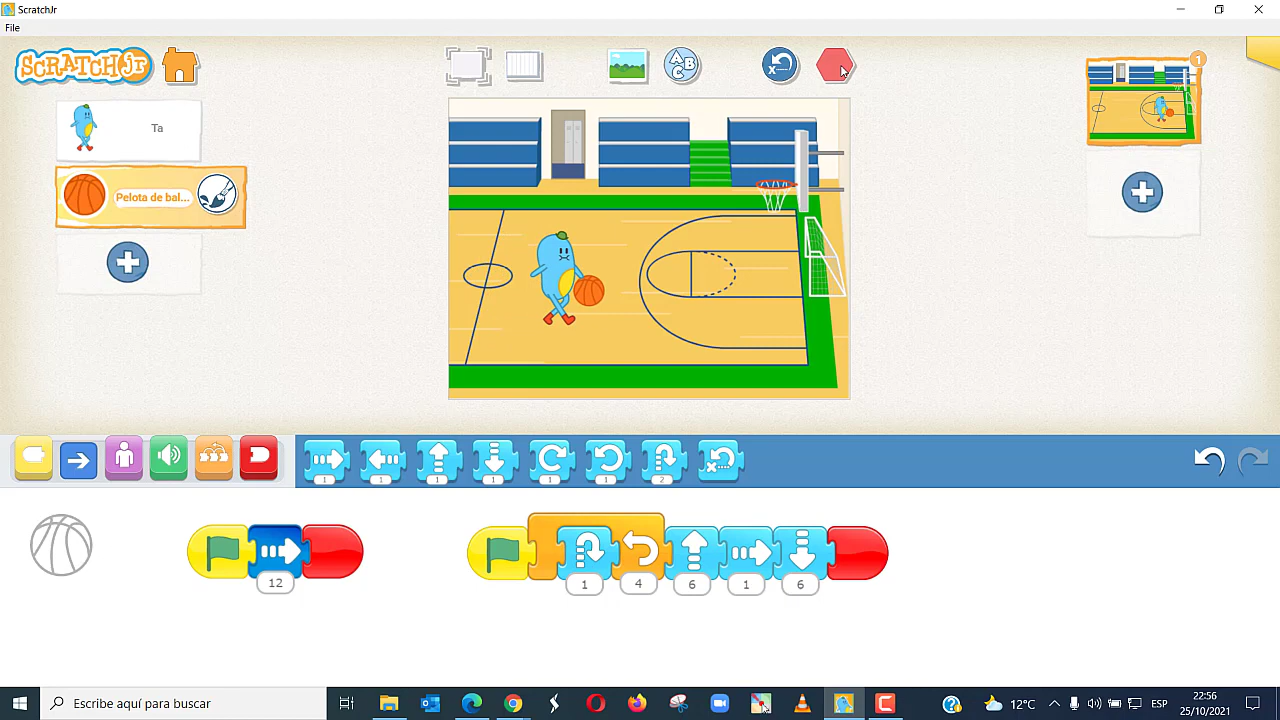 ScratchJr
File
SCRATCHJr
A B C
X
1
Ta
Pelota de bal...
1
1
1
1
1
1
2
X
12
1
4
6
1
6
Escribe aquí para buscar
12°C
ESP
22:56
25/10/2021